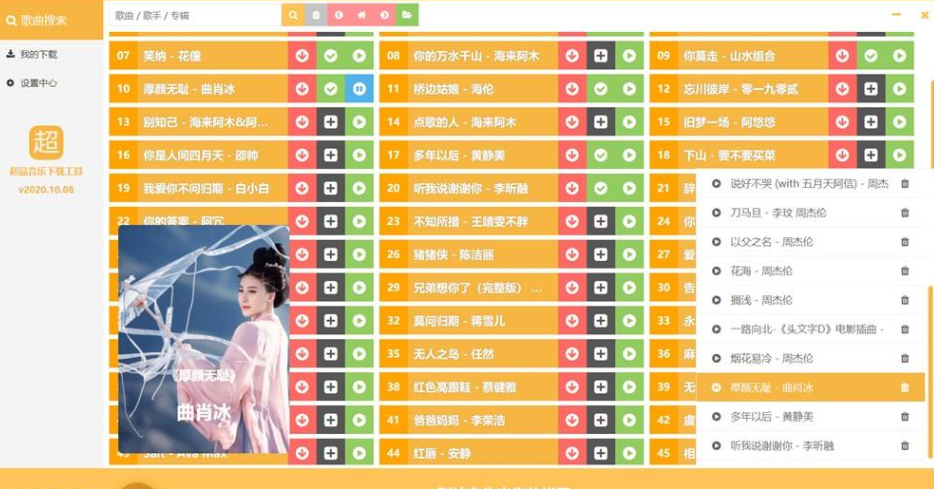 歌曲搜索
歌曲 / 歌手 / 专辑
我的下载
设置中心
超
超品音乐下载工具
v2020.10.08
07 笑纳 - 花僮
08 你的万水千山 - 海来阿木
09 你莫走 - 山水组合
10 厚颜无耻 - 曲肖冰
11 桥边姑娘 - 海伦
12 忘川彼岸 - 零一九零贰
13 别知己 - 海来阿木&阿...
14 点歌的人 - 海来阿木
15 旧梦一场 - 阿悠悠
16 你是人间四月天 - 邵帅
17 多年以后 - 黄静美
18 下山 - 要不要买菜
19 我爱你不问归期 - 白小白
20 听我说谢谢你 - 李昕融
21 辞
22 你的答案 - 阿冗
23 不知所措 - 王靖雯不胖
24 你
26 猪猪侠 - 陈洁丽
27 爱
29 兄弟想你了（完整版） ...
30 告
32 莫问归期 - 蒋雪儿
33 永
35 无人之岛 - 任然
36 麻
38 红色高跟鞋 - 蔡健雅
39 无
41 爸爸妈妈 - 李荣浩
42 虞
43 Salt - Ava Max
44 红唇 - 安静
45 相
《厚颜无耻》
曲肖冰
说好不哭 (with 五月天阿信) - 周杰
刀马旦 - 李玟 周杰伦
以父之名 - 周杰伦
花海 - 周杰伦
搁浅 - 周杰伦
一路向北-《头文字D》电影插曲 -
烟花易冷 - 周杰伦
厚颜无耻 - 曲肖冰
多年以后 - 黄静美
听我说谢谢你 - 李昕融